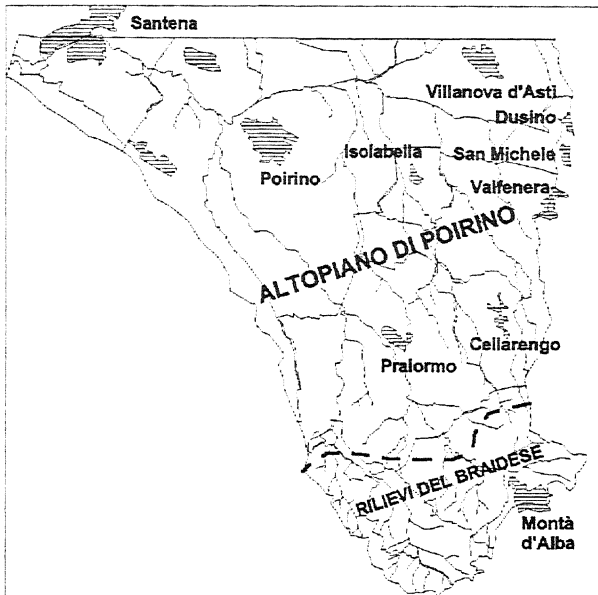 Santena
Villanova d'Asti
Dusino
Isolabella
San Michele
Poirino
Valfenera
ALTOPIANO DI POIRINO
Cellarengo
Pralormo
RILIEVI DEL BRAIDESE
Montà
d'Alba